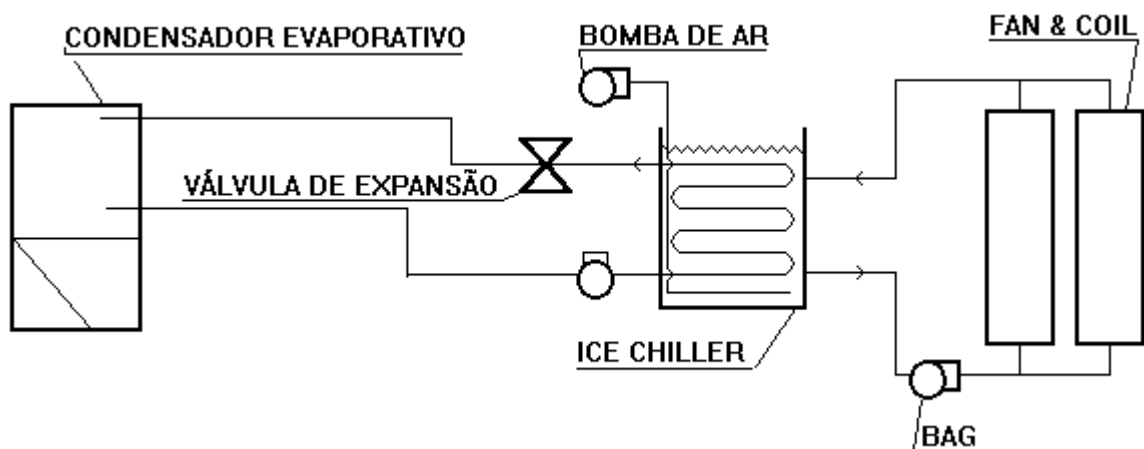 CONDENSADOR EVAPORATIVO
BOMBA DE AR
FAN & COIL
VÁLVULA DE EXPANSÃO
ICE CHILLER
BAG